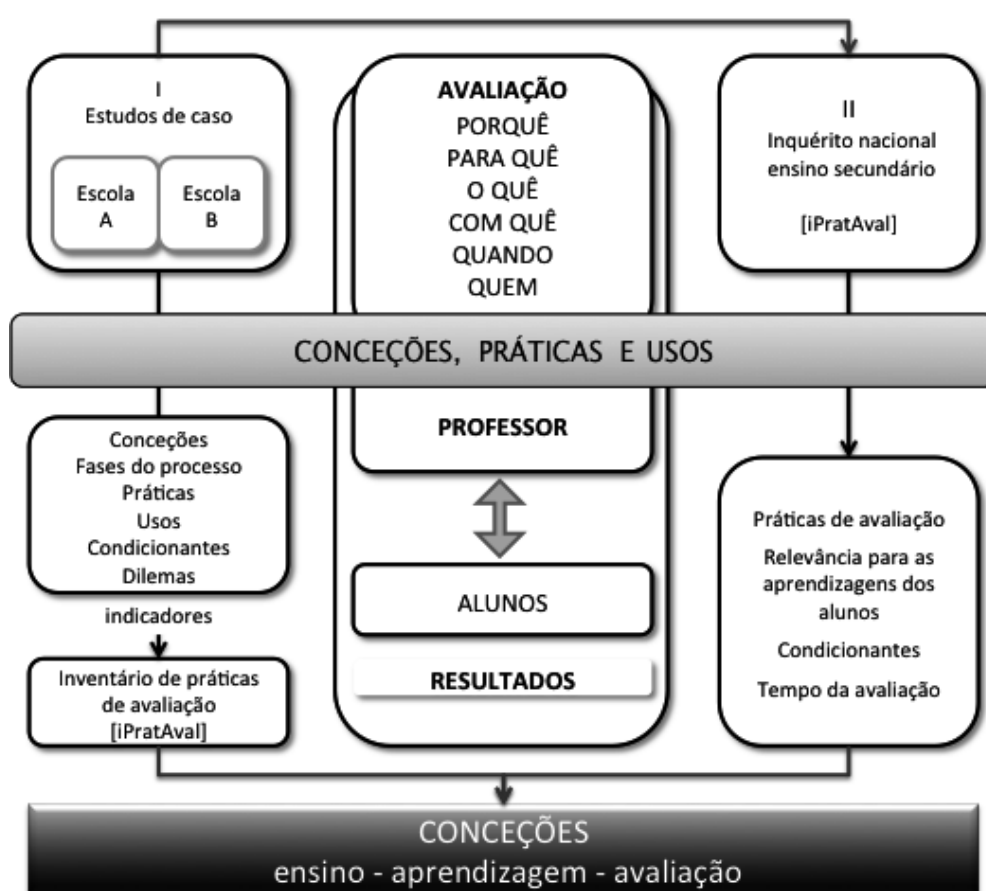 I
Estudos de caso
Escola
A
Escola
B
AVALIAÇÃO
PORQUÊ
PARA QUÊ
O QUÊ
COM QUÊ
QUANDO
QUEM
II
Inquérito nacional
ensino secundário
[iPratAval]
CONCEÇÕES, PRÁTICAS E USOS
Conceções
Fases do processo
Práticas
Usos
Condicionantes
Dilemas
indicadores
Inventário de práticas
de avaliação
[iPratAval]
PROFESSOR
ALUNOS
RESULTADOS
Práticas de avaliação
Relevância para as
aprendizagens dos
alunos
Condicionantes
Tempo da avaliação
CONCEÇÕES
ensino - aprendizagem - avaliação